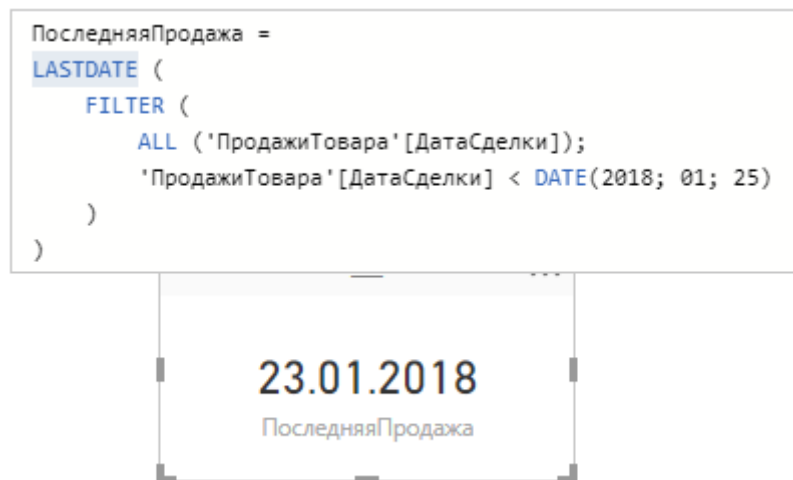 ПоследняяПродажа =
LASTDATE (
FILTER (
ALL ('ПродажиТовара'[ДатаСделки]);
'ПродажиТовара'[ДатаСделки] < DATE(2018; 01; 25)
)
)
23.01.2018
ПоследняяПродажа